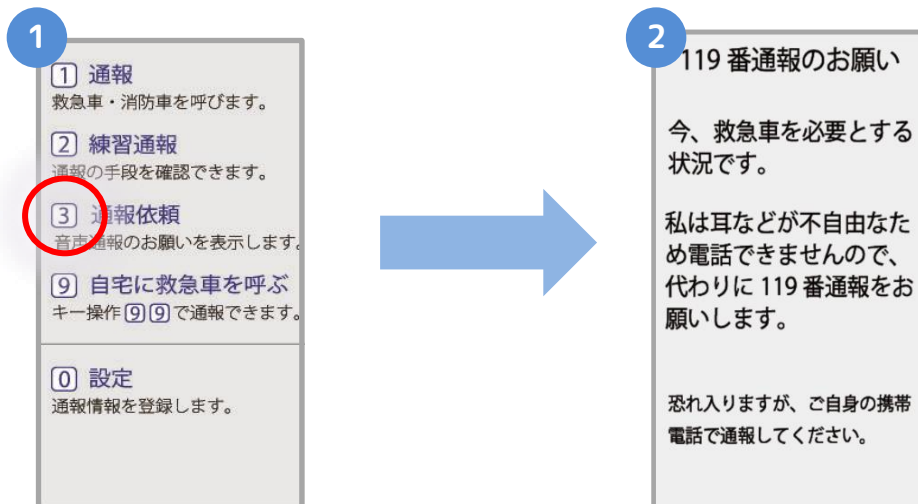 1
1 通報
救急車・消防車を呼びます。
2 練習通報
通報の手段を確認できます。
3 通報依頼
音声通報のお願いを表示します。
9 自宅に救急車を呼ぶ
キー操作99で通報できます。
0 設定
通報情報を登録します。
2
119 番通報のお願い
今、救急車を必要とする
状況です。
私は耳などが不自由なた
め電話できませんので、
代わりに 119 番通報をお
願いします。
恐れ入りますが、ご自身の携帯
電話で通報してください。